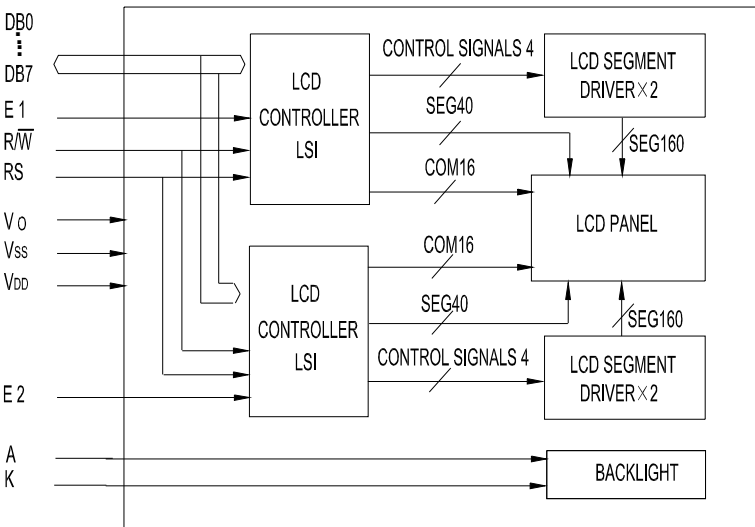 DB0
DB7
E 1
R/W̅
RS
VO
VSS
VDD
E 2
A
K
LCD
CONTROLLER
LSI
CONTROL SIGNALS 4
SEG40
COM16
LCD SEGMENT
DRIVER×2
SEG160
LCD PANEL
LCD
CONTROLLER
LSI
COM16
SEG40
CONTROL SIGNALS 4
SEG160
LCD SEGMENT
DRIVER×2
BACKLIGHT